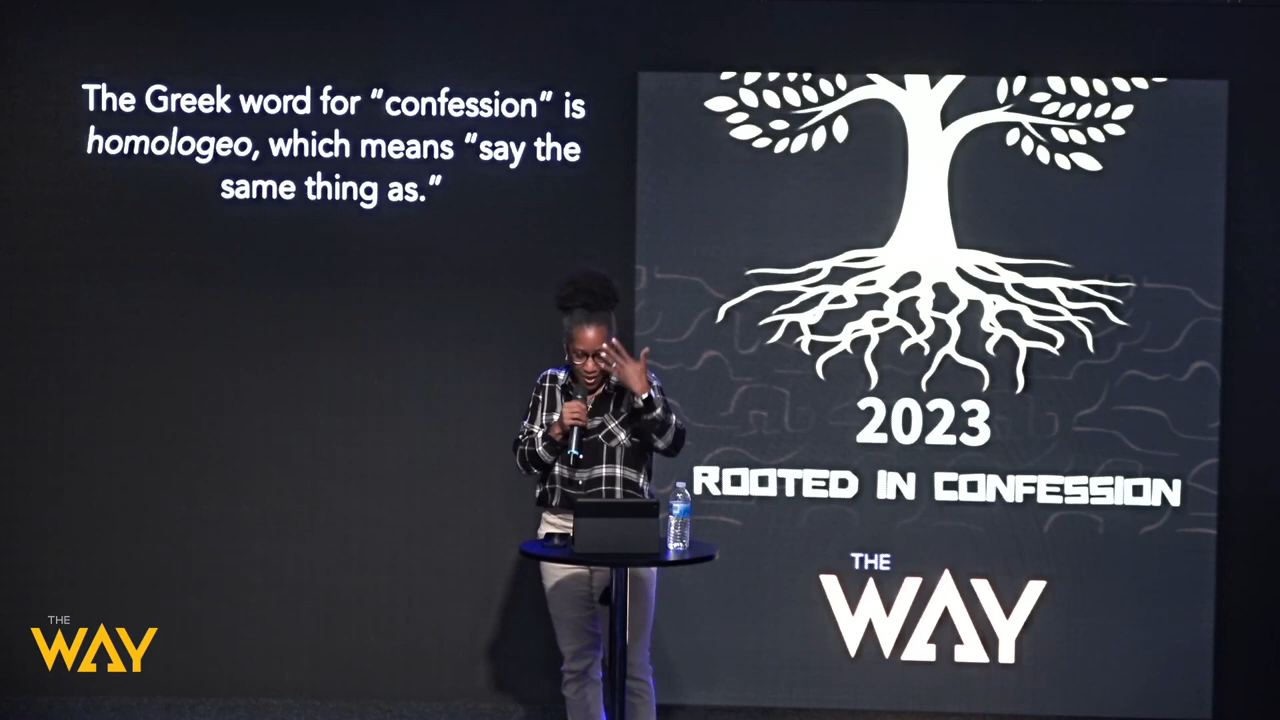 The Greek word for “confession” is
homologeo, which means “say the
same thing as.”
2023
ROOTED IN CONFESSION
THE
WAY
THE
WAY